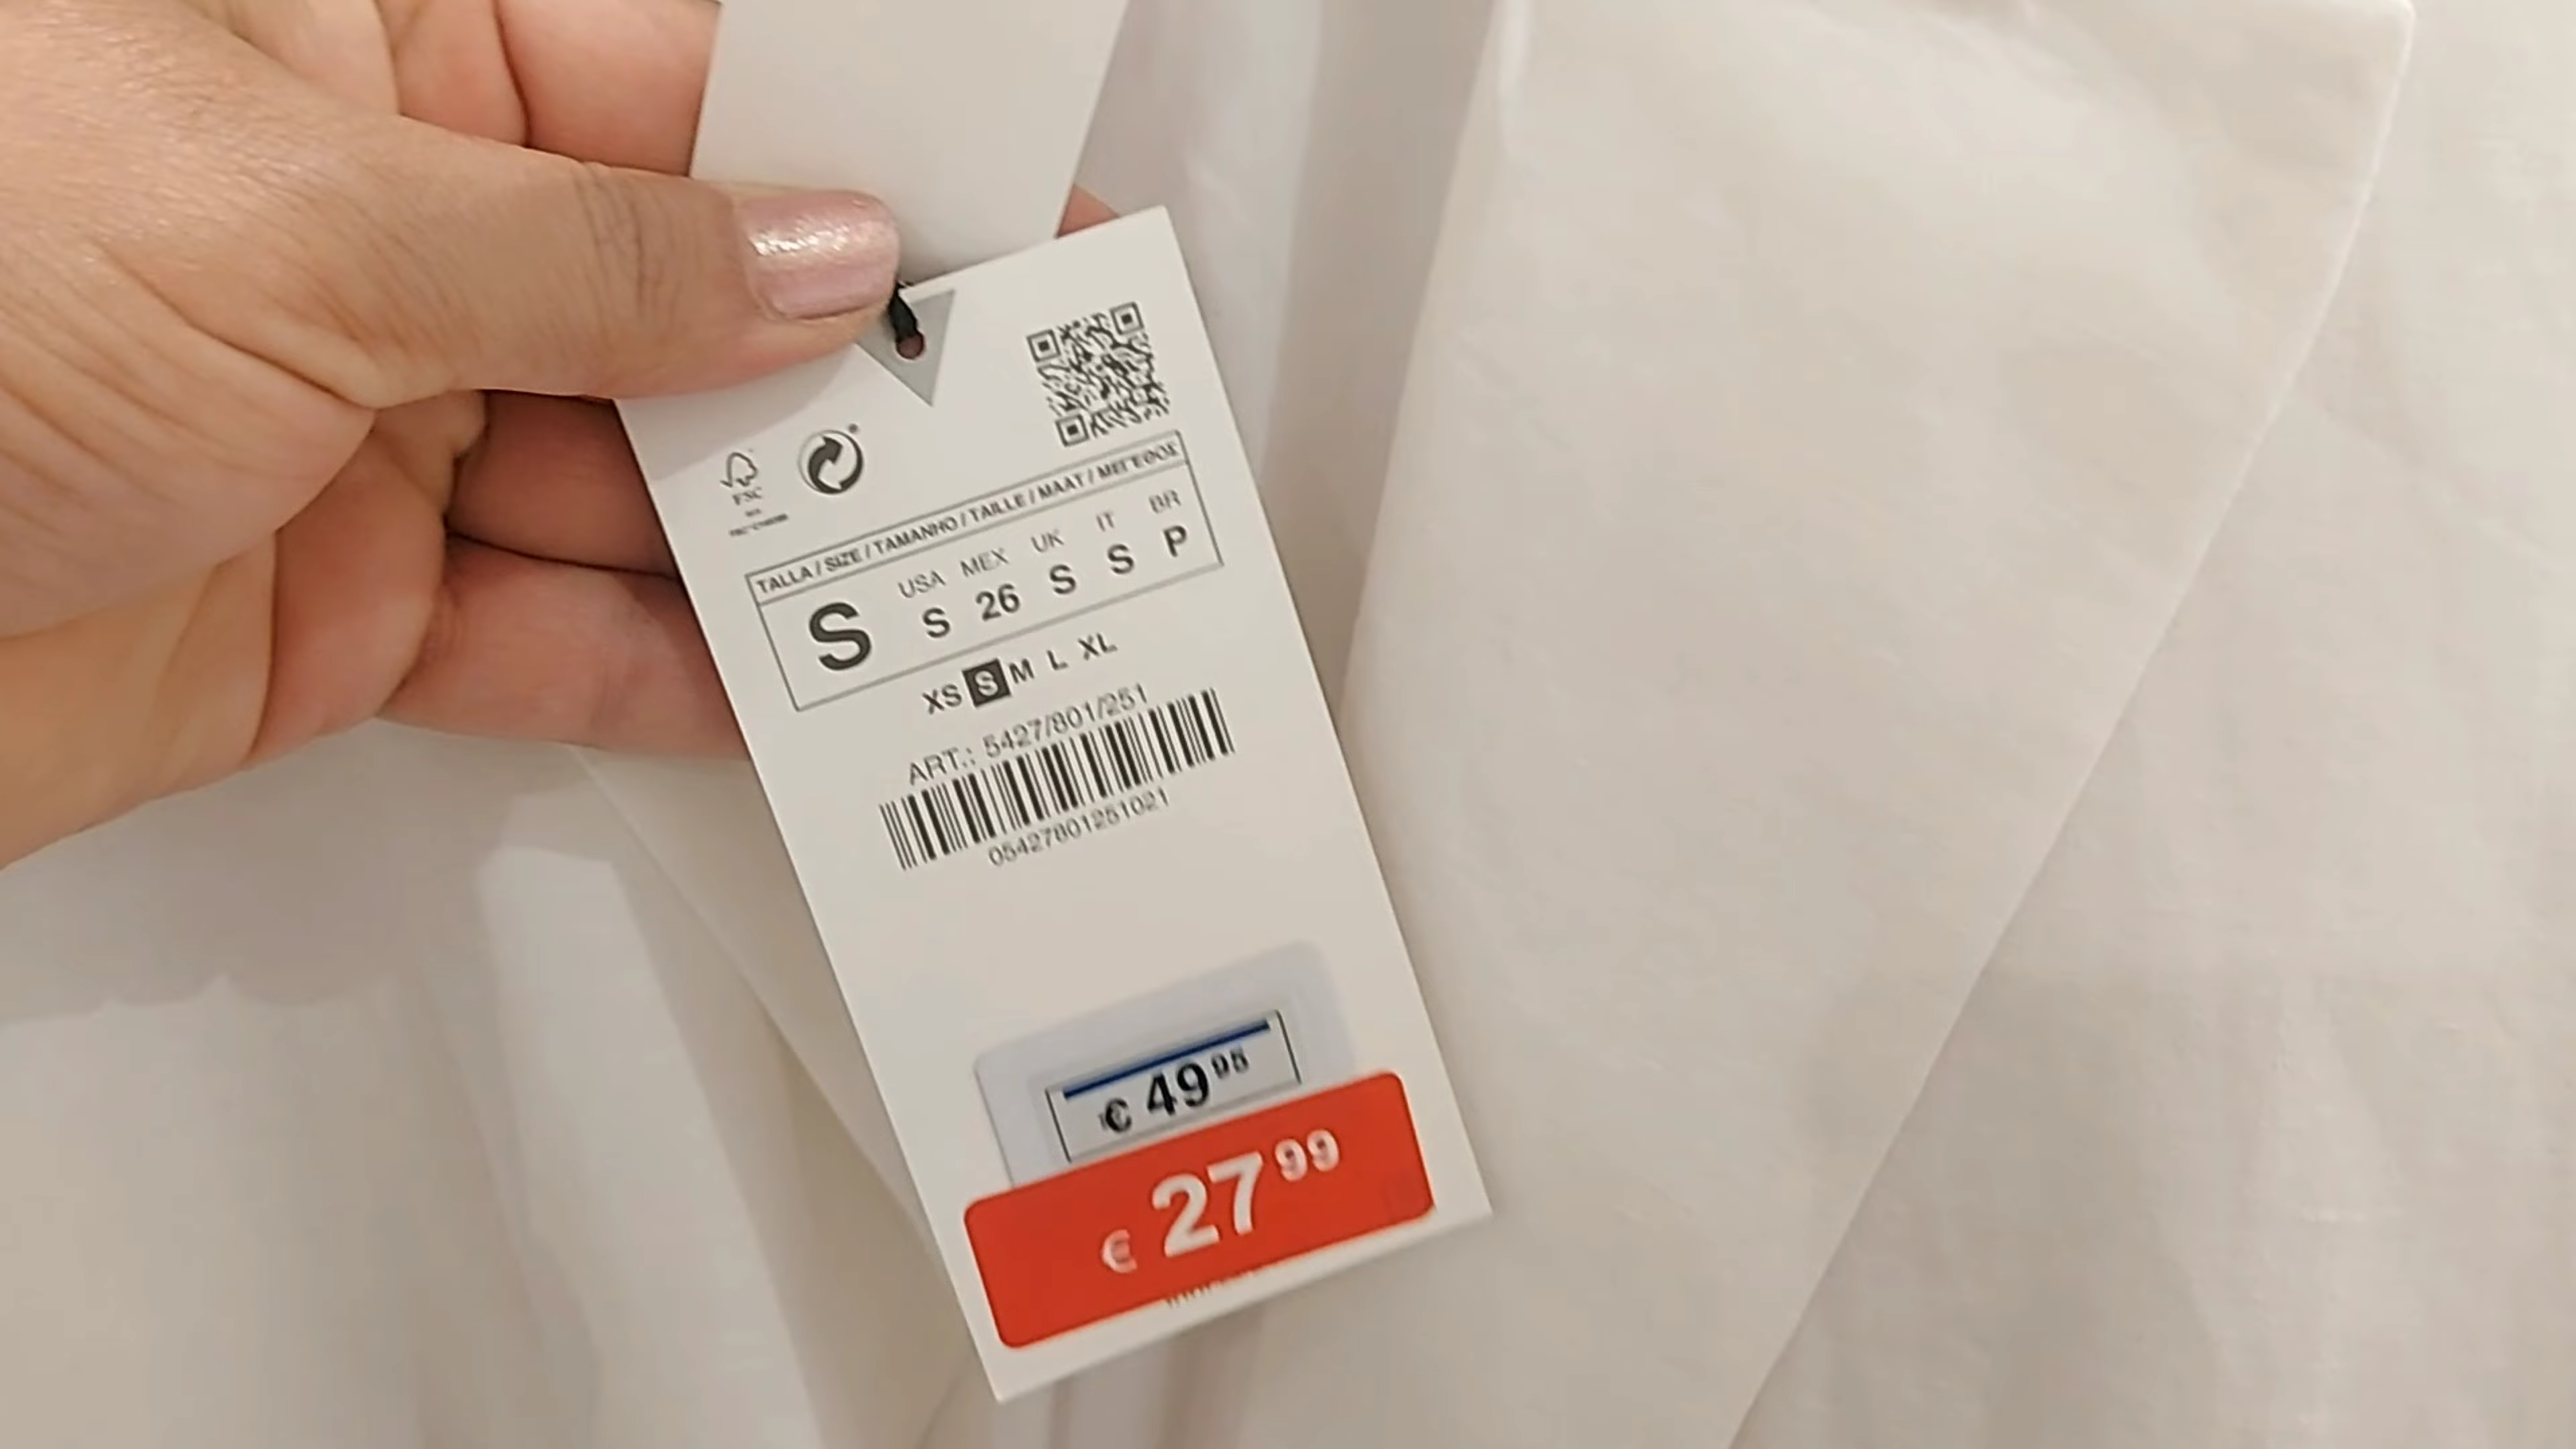 FSC
TALLA / SIZE / TAMANHO / TAILLE / MAAT / ΜΕΓΕΘΟΣ
USA MEX UK IT BR
S S 26 S S P
XS S M L XL
ART.: 5427/801/251
05427801251021
€ 49 95
€ 27 99